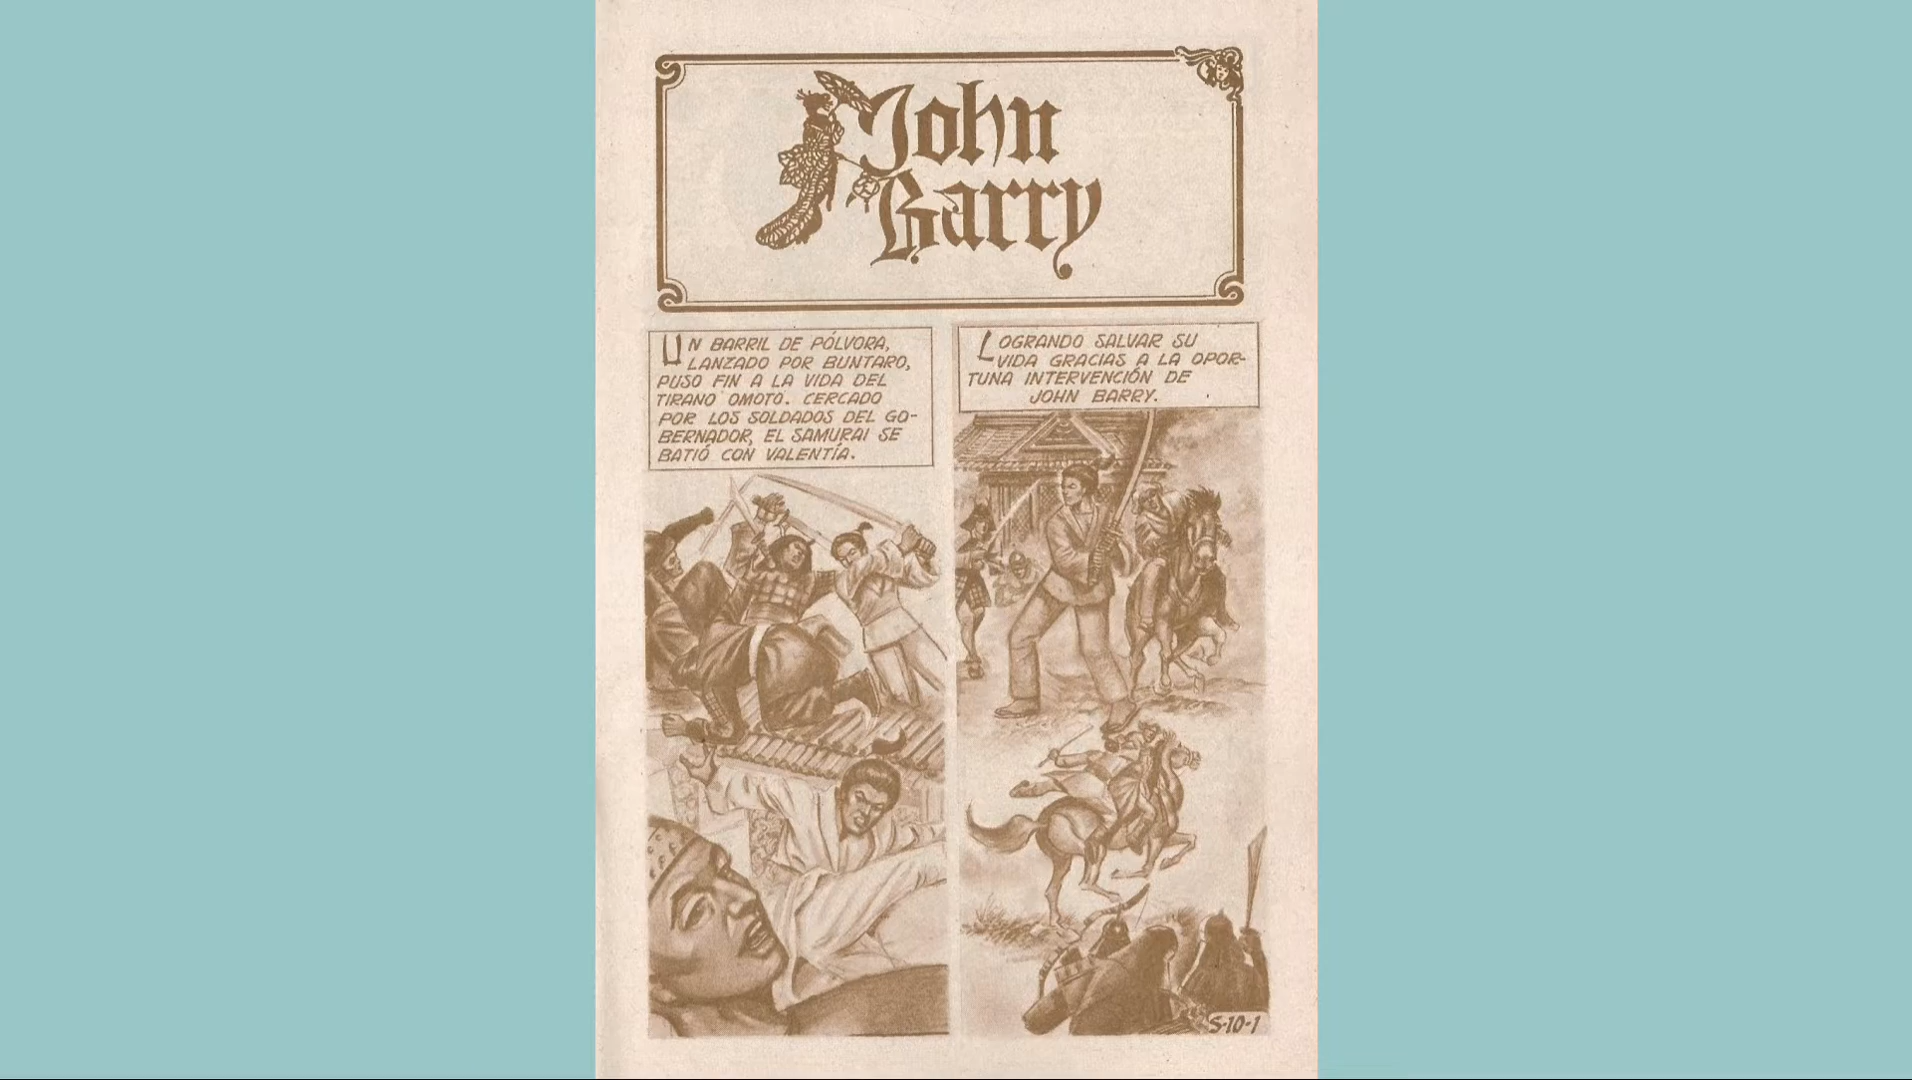 John
Barry
UN BARRIL DE PÓLVORA,
LANZADO POR BUNTARO,
PUSO FIN A LA VIDA DEL
TIRANO OMOTO. CERCADO
POR LOS SOLDADOS DEL GO-
BERNADOR, EL SAMURAI SE
BATIÓ CON VALENTÍA.
LOGRANDO SALVAR SU
VIDA GRACIAS A LA OPOR-
TUNA INTERVENCIÓN DE
JOHN BARRY.
S-10-1